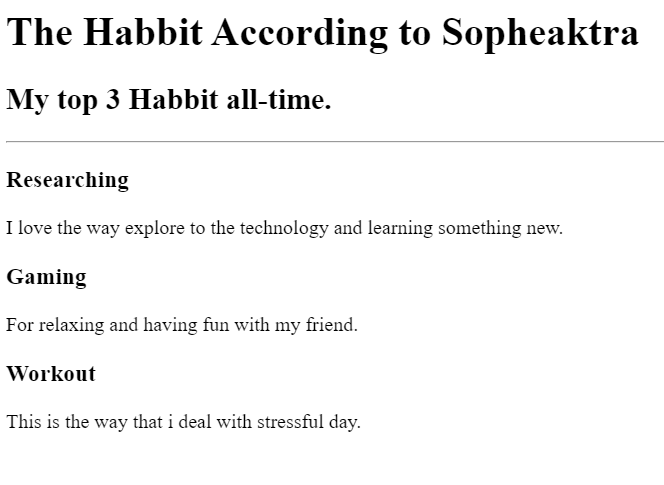 The Habbit According to Sopheaktra
My top 3 Habbit all-time.
Researching
I love the way explore to the technology and learning something new.
Gaming
For relaxing and having fun with my friend.
Workout
This is the way that i deal with stressful day.